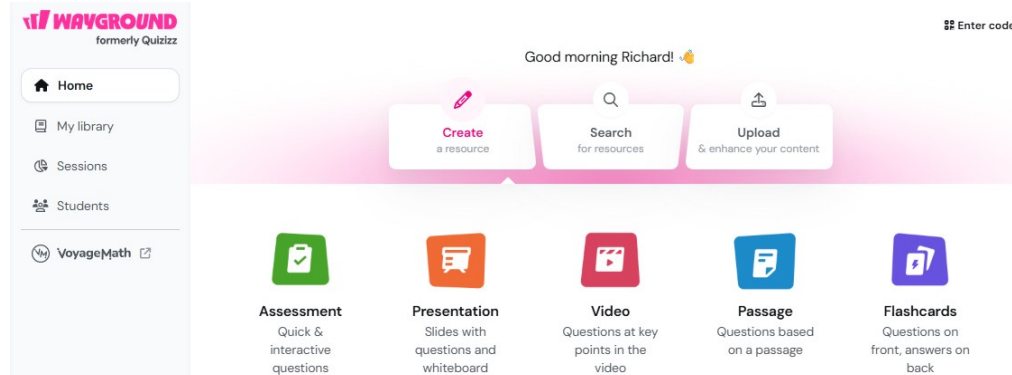 WAYGROUND
formerly Quizizz
Enter code
Good morning Richard!
Home
My library
Sessions
Students
VoyageMath
Create
a resource
Search
for resources
Upload
& enhance your content
Assessment
Quick &
interactive
questions
Presentation
Slides with
questions and
whiteboard
Video
Questions at key
points in the
video
Passage
Questions based
on a passage
Flashcards
Questions on
front, answers on
back